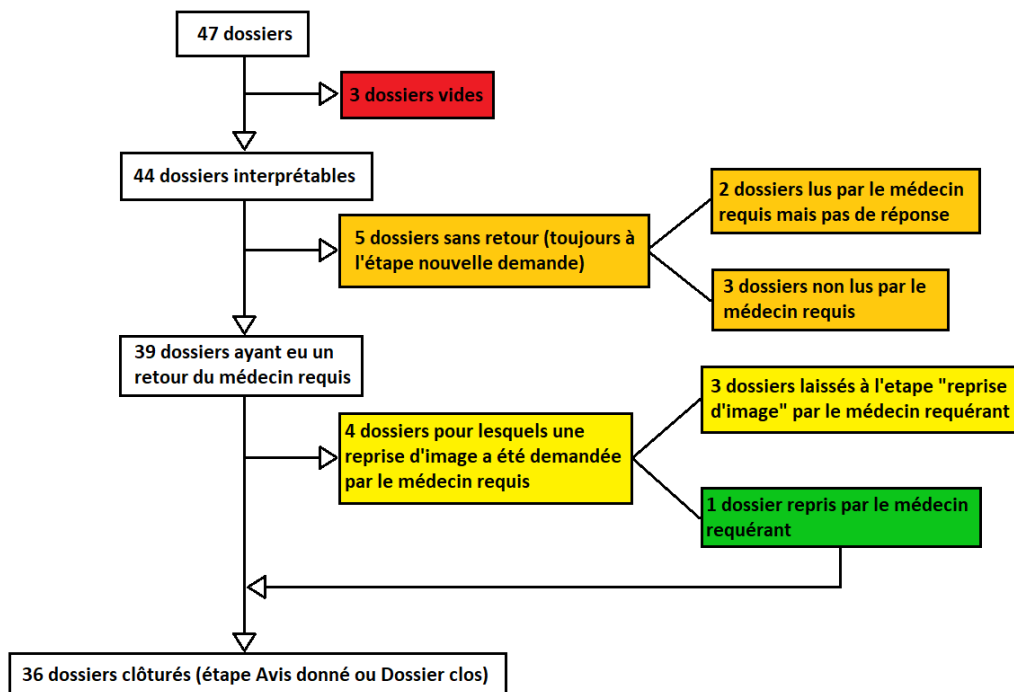 47 dossiers
3 dossiers vides
44 dossiers interprétables
2 dossiers lus par le médecin
requis mais pas de réponse
5 dossiers sans retour (toujours à
l'étape nouvelle demande)
3 dossiers non lus par le
médecin requis
39 dossiers ayant eu un
retour du médecin requis
3 dossiers laissés à l'etape "reprise
d'image" par le médecin requérant
4 dossiers pour lesquels une
reprise d'image a été demandée
par le médecin requis
1 dossier repris par le médecin
requérant
36 dossiers clôturés (étape Avis donné ou Dossier clos)